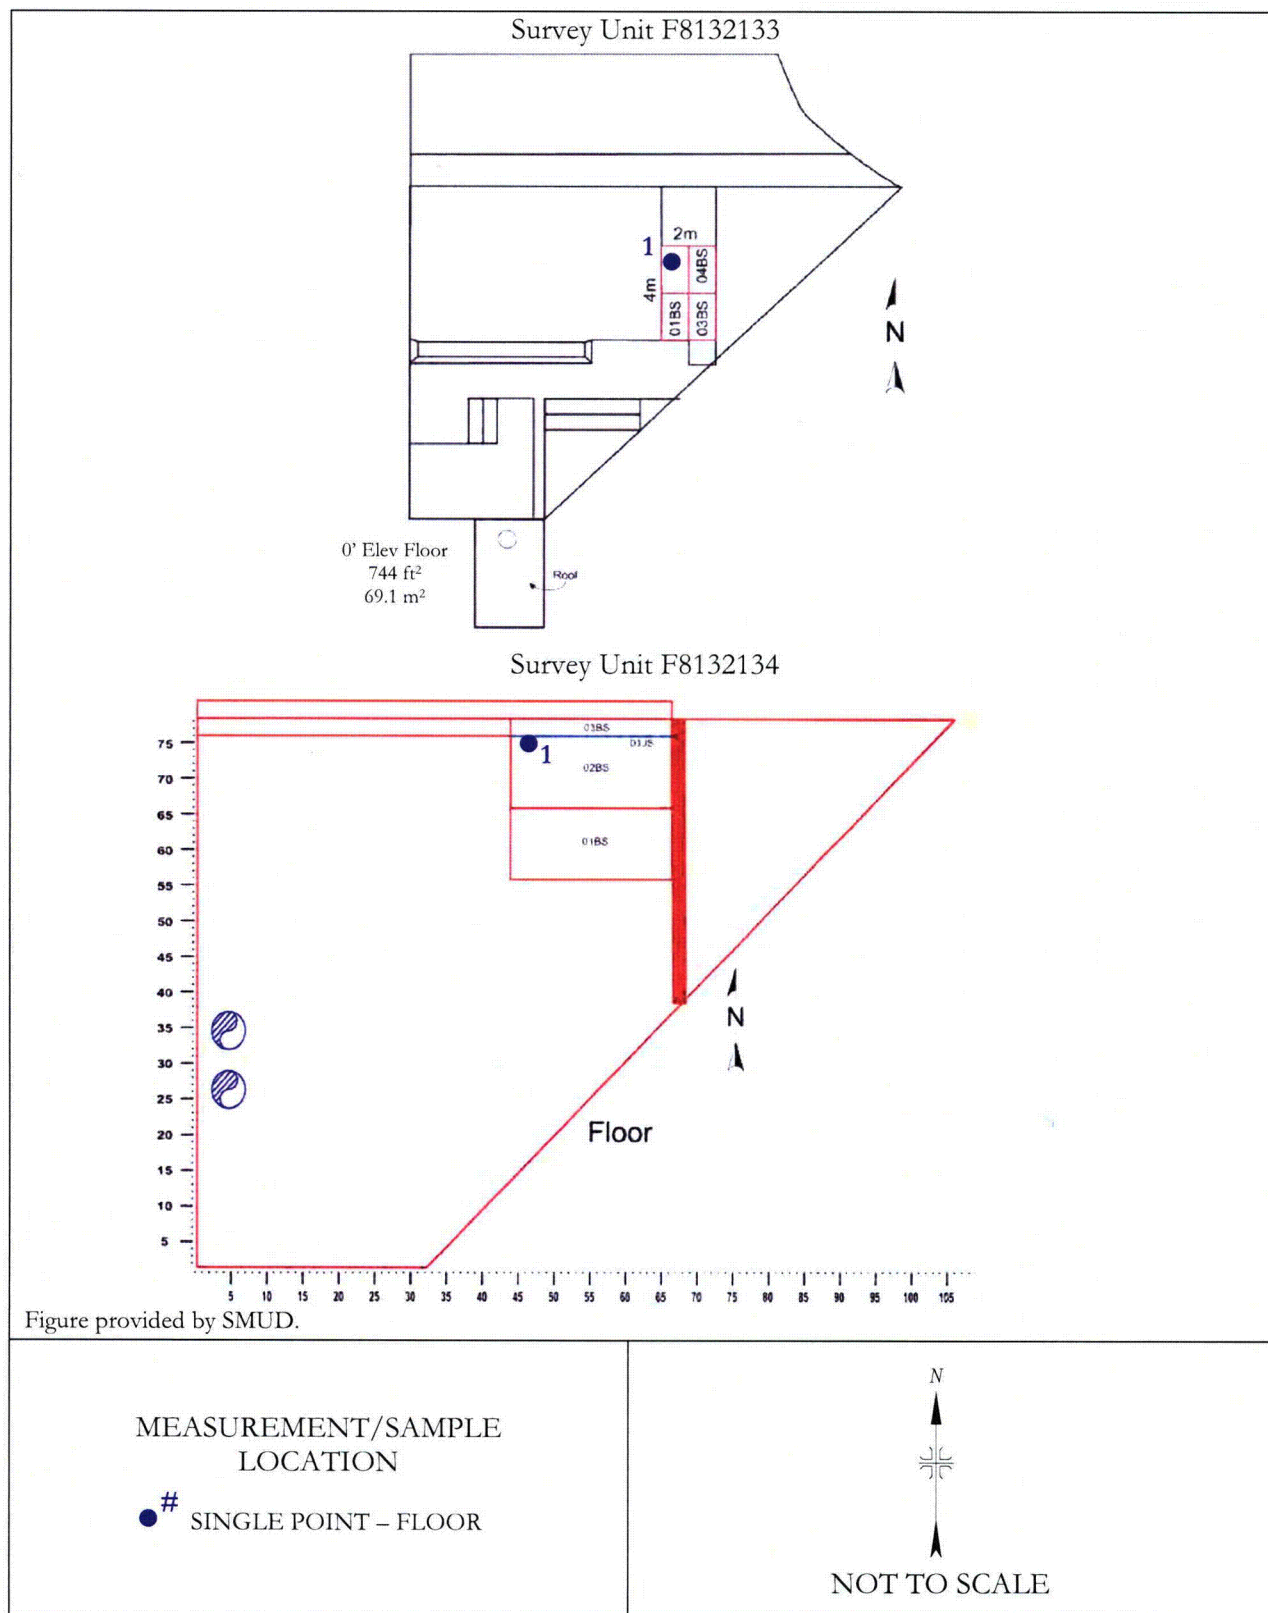 Survey Unit F8132133
2m
1
4m
04BS
01BS
03BS
N
0' Elev Floor
744 ft²
69.1 m²
Roof
Survey Unit F8132134
03BS
01JS
1
02BS
01BS
75
70
65
60
55
50
45
40
35
30
25
20
15
10
5
N
Floor
5 10 15 20 25 30 35 40 45 50 55 60 65 70 75 80 85 90 95 100 105
Figure provided by SMUD.
MEASUREMENT/SAMPLE
LOCATION
#
SINGLE POINT – FLOOR
N
NOT TO SCALE